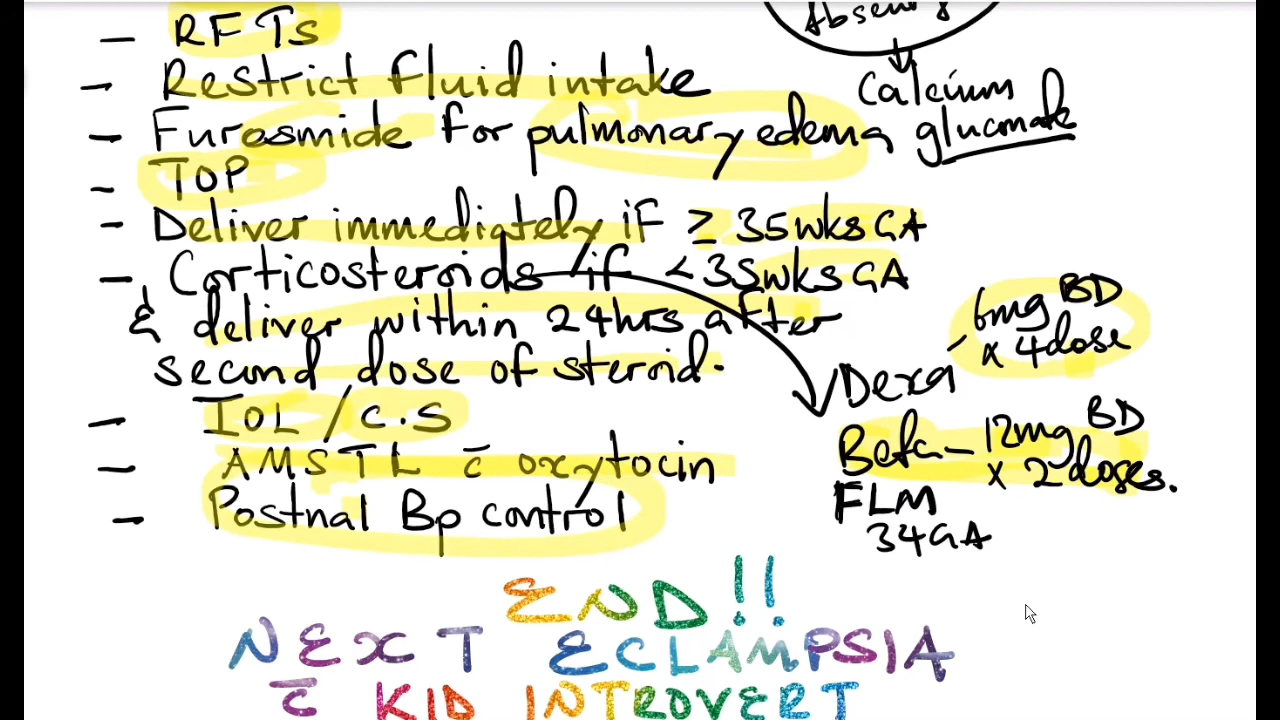 - RFTs
- Restrict fluid intake
- Furosmide for pulmonary edema
- TOP
- Deliver immediately if ≥ 35wks GA
- Corticosteroids if <35wks GA
& deliver within 24hrs after
second dose of steroid.
- IOL / C.S
- AMSTL c̄ oxytocin
- Postnal Bp control
Absent
Calcium
gluconate
6mg BD
x 4dose
Dexa
Beta - 12mg BD
x 2 doses.
FLM
34GA
END!!
NEXT ECLAMPSIA
c̄ KID INTROVERT